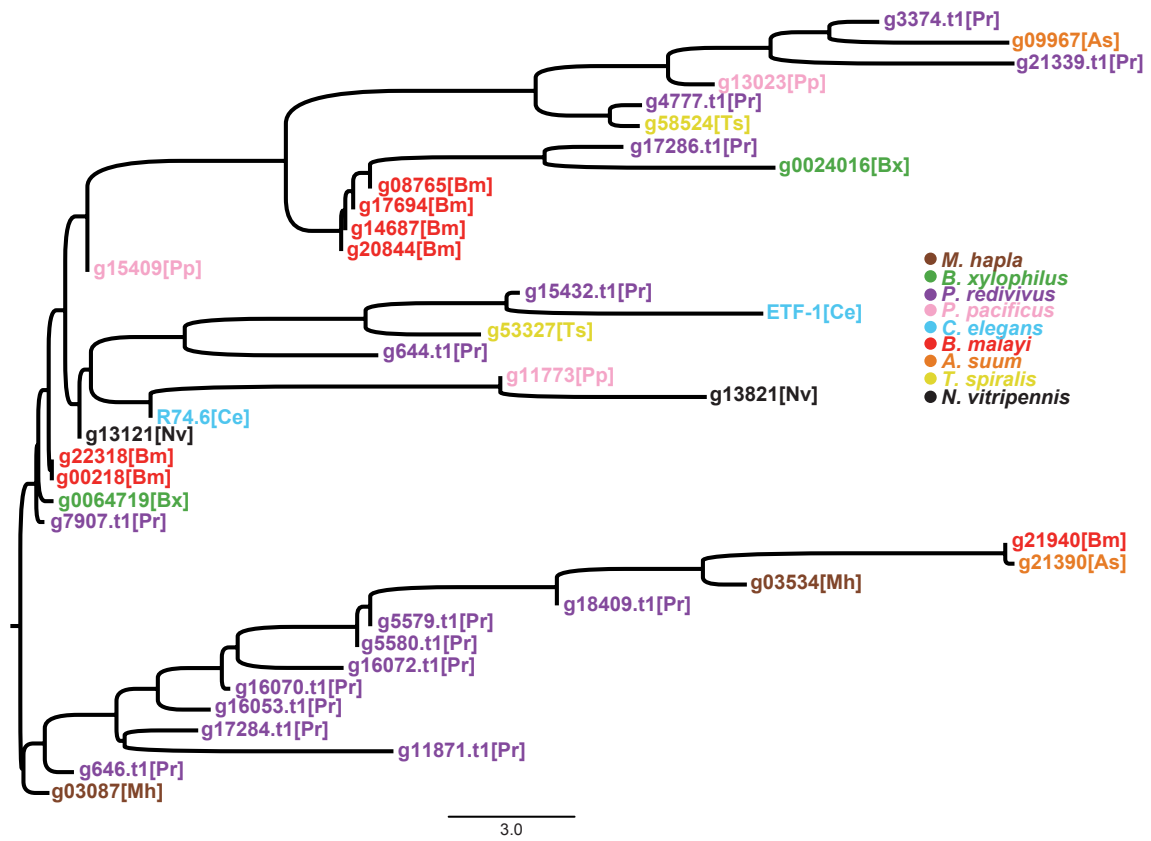 g3374.t1[Pr]
g09967[As]
g21339.t1[Pr]
g13023[Pp]
g4777.t1[Pr]
g58524[Ts]
g17286.t1[Pr]
g0024016[Bx]
g08765[Bm]
g17694[Bm]
g14687[Bm]
g20844[Bm]
g15409[Pp]
g15432.t1[Pr]
ETF-1[Ce]
g53327[Ts]
g644.t1[Pr]
g11773[Pp]
g13821[Nv]
R74.6[Ce]
g13121[Nv]
g22318[Bm]
g00218[Bm]
g0064719[Bx]
g7907.t1[Pr]
M. hapla
B. xylophilus
P. redivivus
P. pacificus
C. elegans
B. malayi
A. suum
T. spiralis
N. vitripennis
g21940[Bm]
g21390[As]
g03534[Mh]
g18409.t1[Pr]
g5579.t1[Pr]
g5580.t1[Pr]
g16072.t1[Pr]
g16070.t1[Pr]
g16053.t1[Pr]
g17284.t1[Pr]
g11871.t1[Pr]
g646.t1[Pr]
g03087[Mh]
3.0